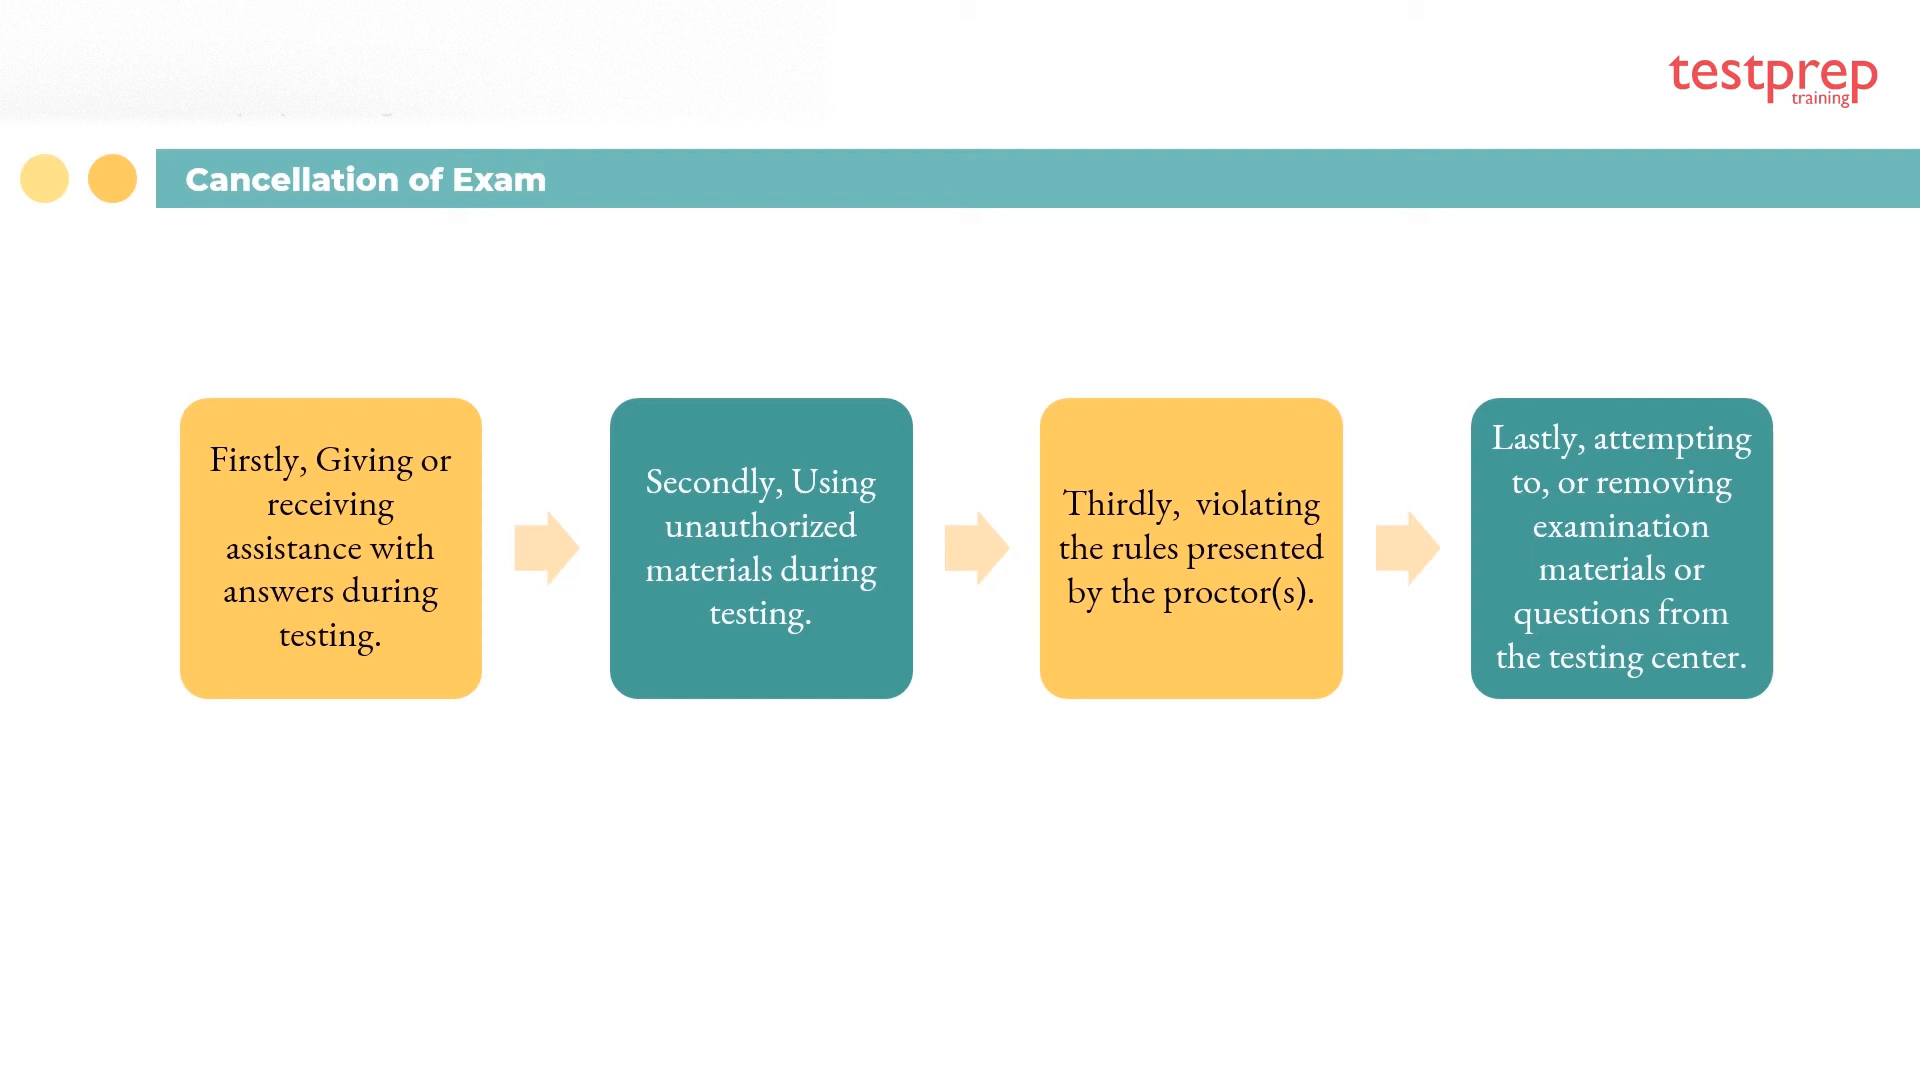 testprep
training
Cancellation of Exam
Firstly, Giving or
receiving
assistance with
answers during
testing.
Secondly, Using
unauthorized
materials during
testing.
Thirdly,  violating
the rules presented
by the proctor(s).
Lastly, attempting
to, or removing
examination
materials or
questions from
the testing center.